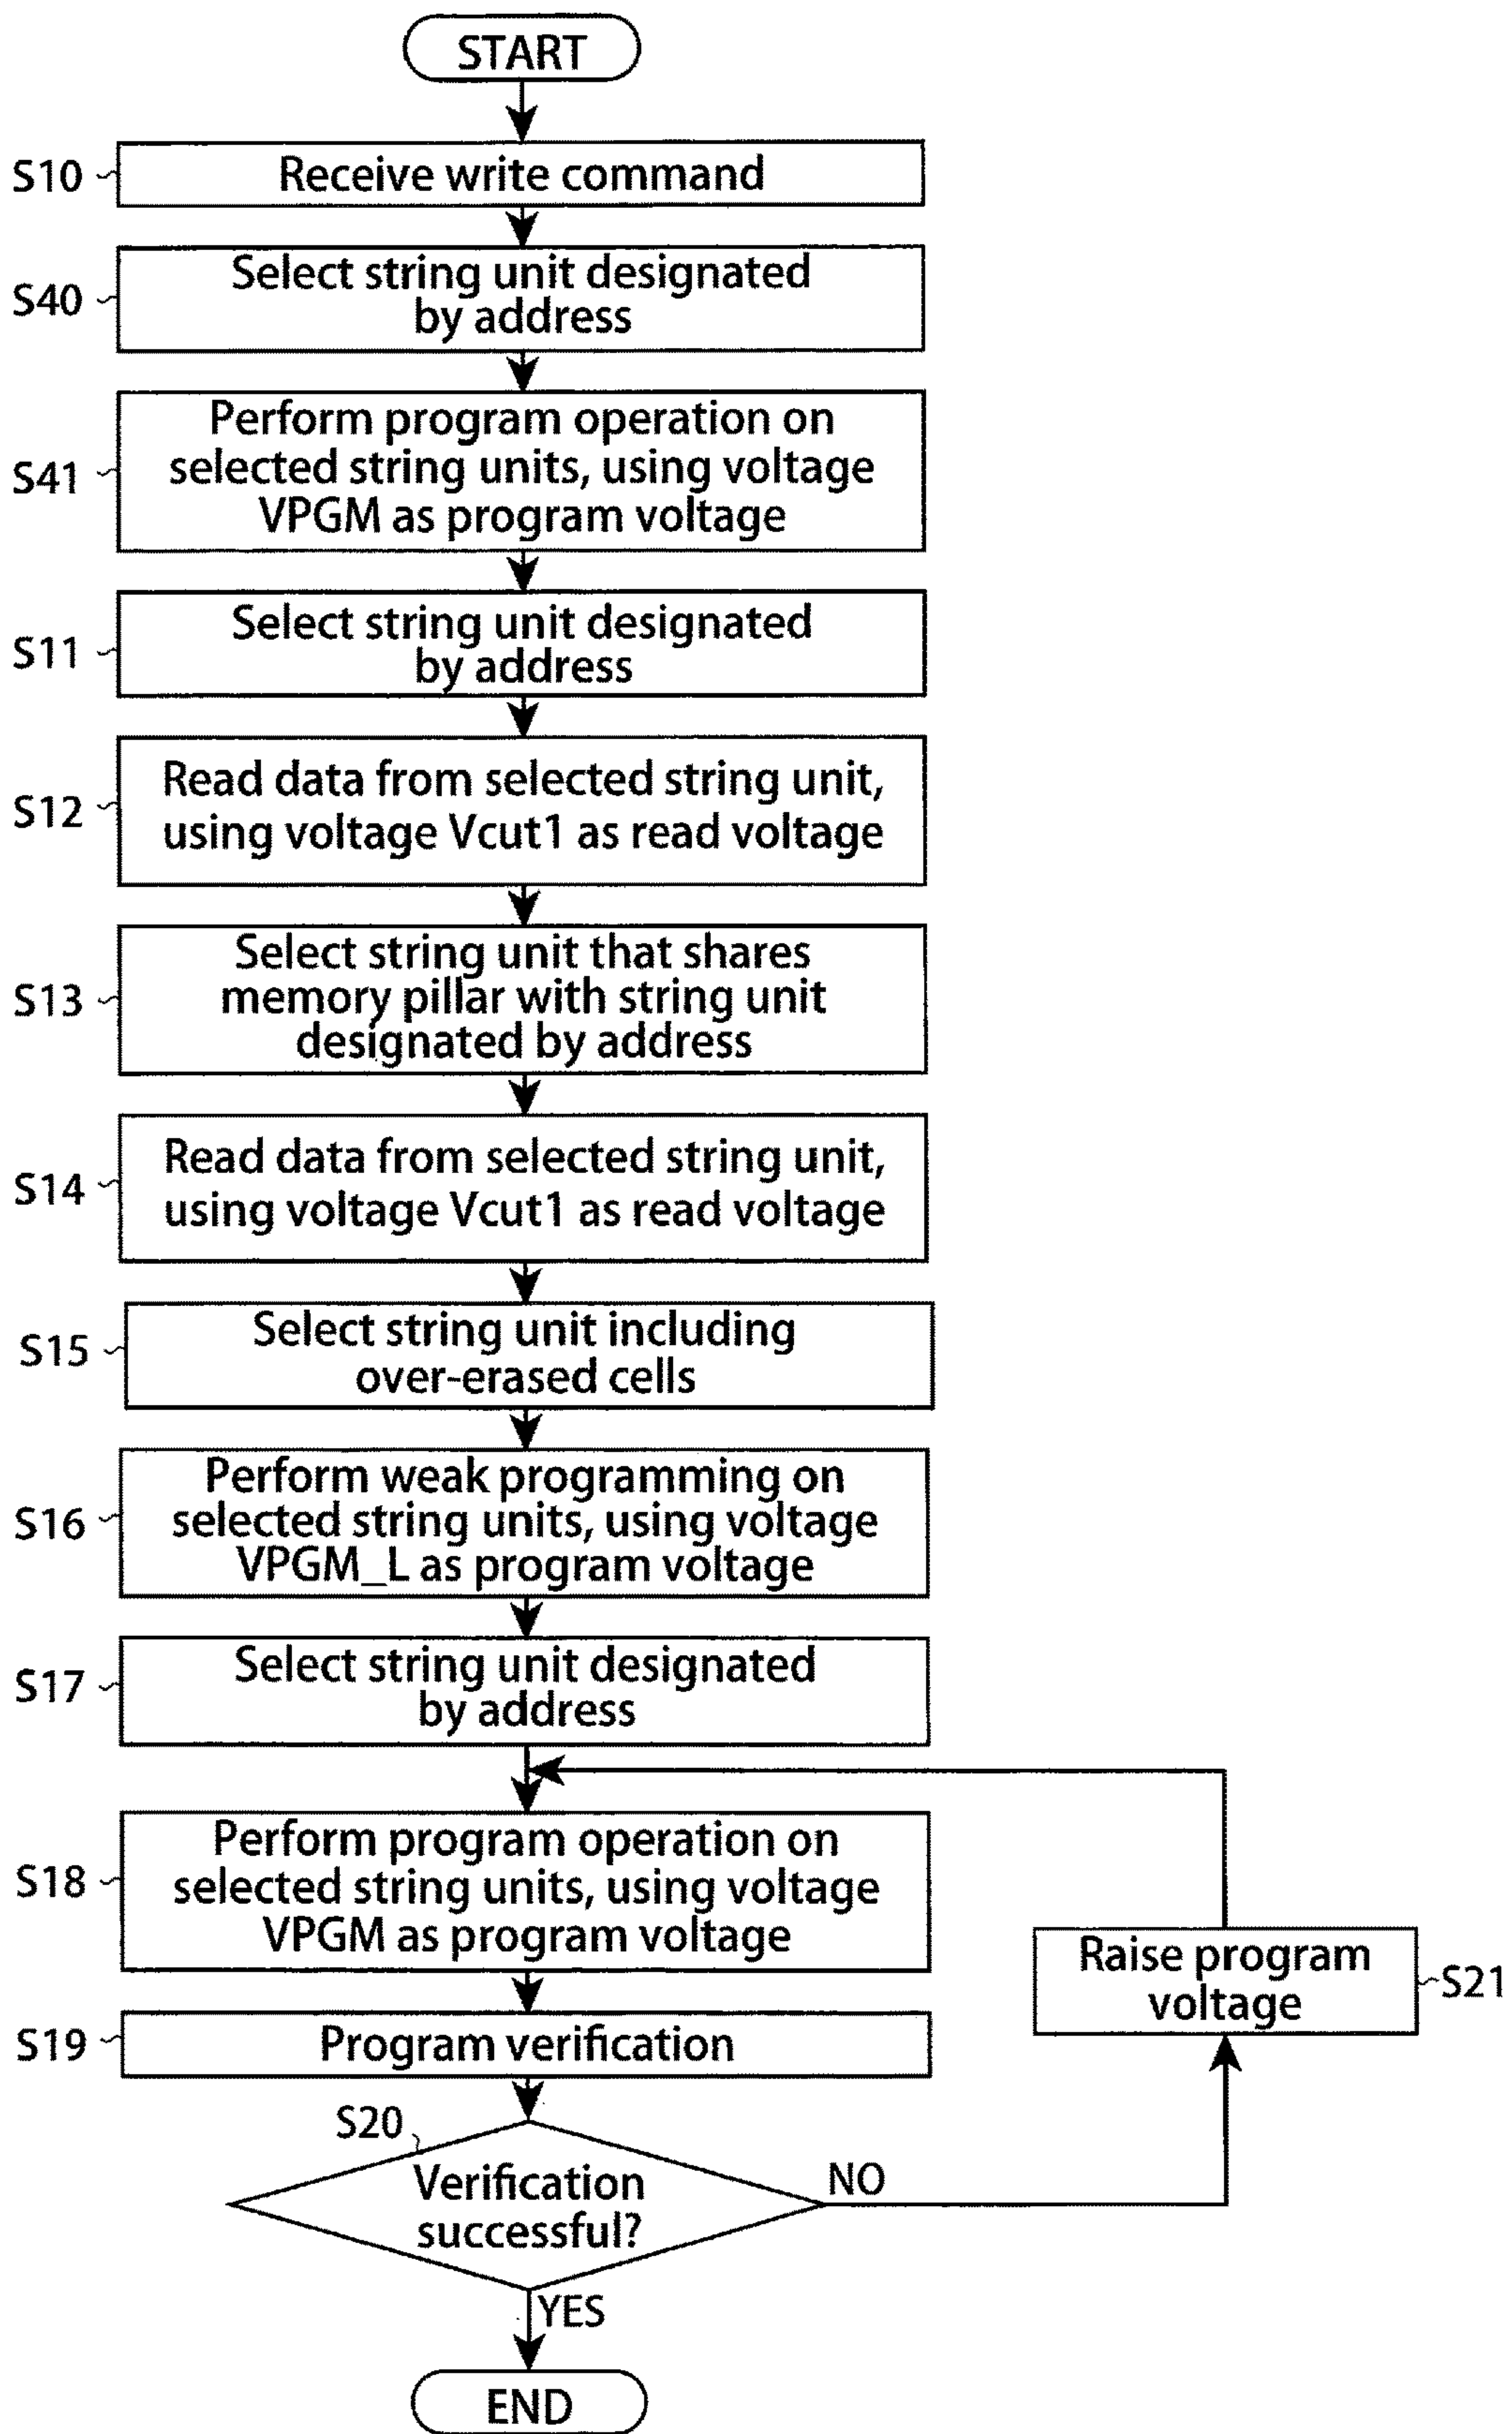 START
S10
Receive write command
S40
Select string unit designated
by address
S41
Perform program operation on
selected string units, using voltage
VPGM as program voltage
S11
Select string unit designated
by address
S12
Read data from selected string unit,
using voltage Vcut1 as read voltage
S13
Select string unit that shares
memory pillar with string unit
designated by address
S14
Read data from selected string unit,
using voltage Vcut1 as read voltage
S15
Select string unit including
over-erased cells
S16
Perform weak programming on
selected string units, using voltage
VPGM_L as program voltage
S17
Select string unit designated
by address
S18
Perform program operation on
selected string units, using voltage
VPGM as program voltage
Raise program
voltage
S21
S19
Program verification
S20
Verification
successful?
NO
YES
END